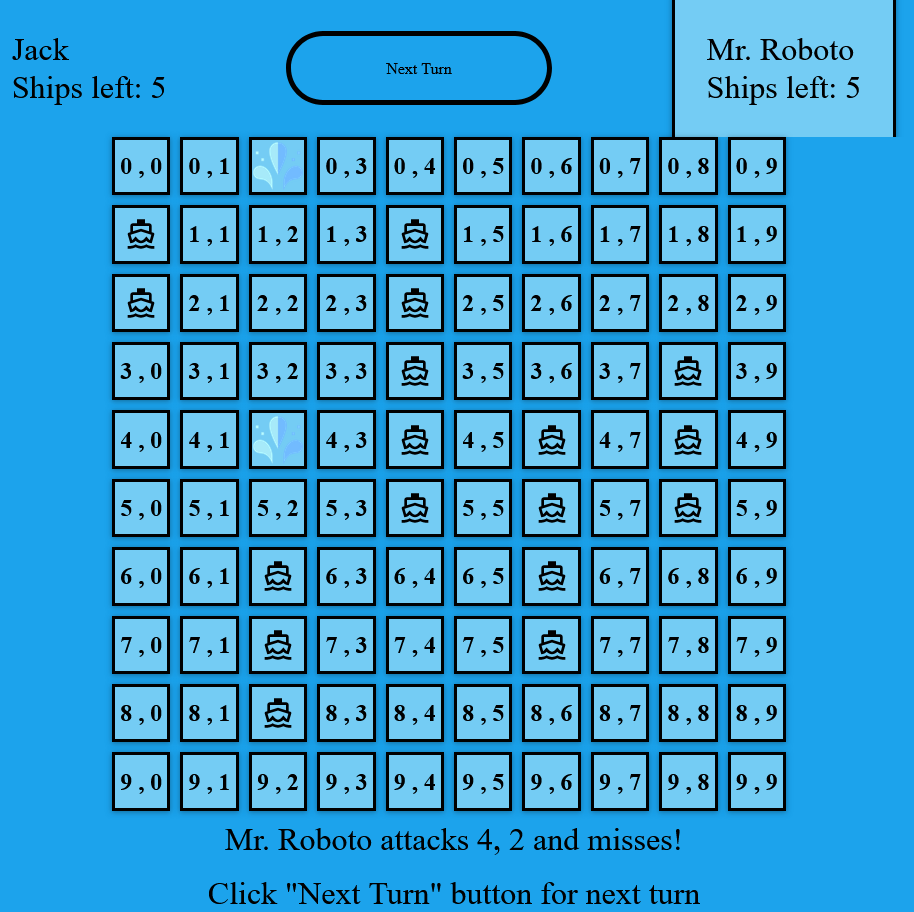 Jack
Ships left: 5
Next Turn
Mr. Roboto
Ships left: 5
0 , 0 0 , 1 0 , 3 0 , 4 0 , 5 0 , 6 0 , 7 0 , 8 0 , 9
1 , 1 1 , 2 1 , 3 1 , 5 1 , 6 1 , 7 1 , 8 1 , 9
2 , 1 2 , 2 2 , 3 2 , 5 2 , 6 2 , 7 2 , 8 2 , 9
3 , 0 3 , 1 3 , 2 3 , 3 3 , 5 3 , 6 3 , 7 3 , 9
4 , 0 4 , 1 4 , 3 4 , 5 4 , 7 4 , 9
5 , 0 5 , 1 5 , 2 5 , 3 5 , 5 5 , 7 5 , 9
6 , 0 6 , 1 6 , 3 6 , 4 6 , 5 6 , 7 6 , 8 6 , 9
7 , 0 7 , 1 7 , 3 7 , 4 7 , 5 7 , 7 7 , 8 7 , 9
8 , 0 8 , 1 8 , 3 8 , 4 8 , 5 8 , 6 8 , 7 8 , 8 8 , 9
9 , 0 9 , 1 9 , 2 9 , 3 9 , 4 9 , 5 9 , 6 9 , 7 9 , 8 9 , 9
Mr. Roboto attacks 4, 2 and misses!
Click "Next Turn" button for next turn